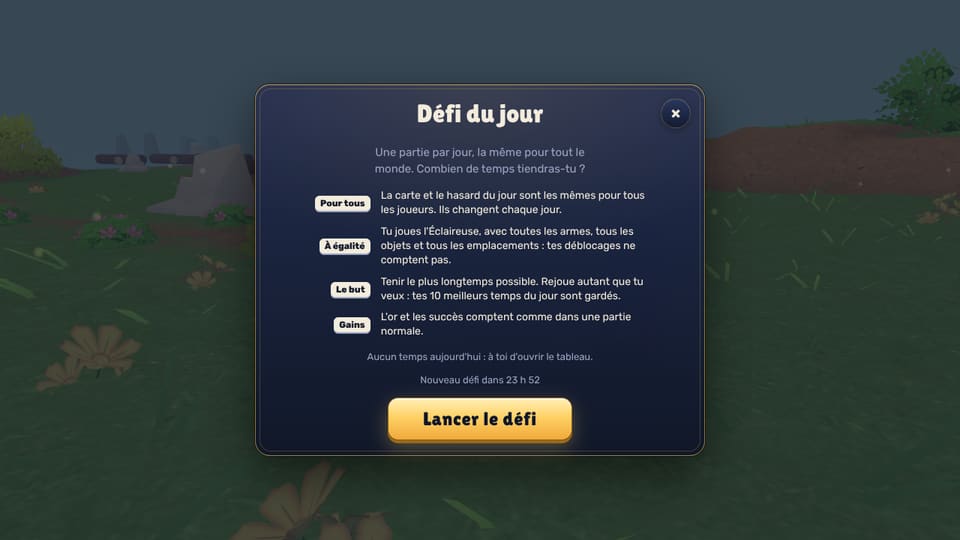 Défi du jour
Une partie par jour, la même pour tout le
monde. Combien de temps tiendras-tu ?
Pour tous
La carte et le hasard du jour sont les mêmes pour tous
les joueurs. Ils changent chaque jour.
À égalité
Tu joues l'Éclaireuse, avec toutes les armes, tous les
objets et tous les emplacements : tes déblocages ne
comptent pas.
Le but
Tenir le plus longtemps possible. Rejoue autant que tu
veux : tes 10 meilleurs temps du jour sont gardés.
Gains
L'or et les succès comptent comme dans une partie
normale.
Aucun temps aujourd'hui : à toi d'ouvrir le tableau.
Nouveau défi dans 23 h 52
Lancer le défi